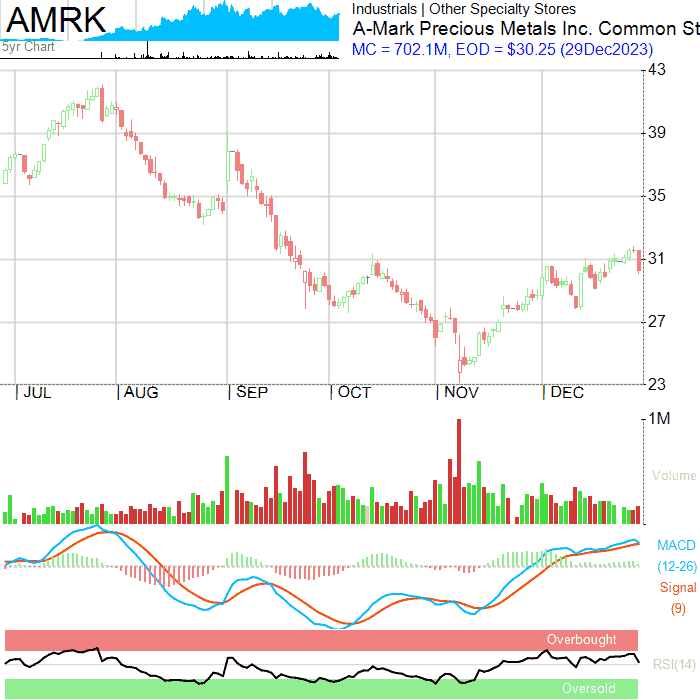 AMRK
5yr Chart
Industrials | Other Specialty Stores
A-Mark Precious Metals Inc. Common St
MC = 702.1M, EOD = $30.25 (29Dec2023)
43
39
35
31
27
23
JUL AUG SEP OCT NOV DEC
1M
Volume
MACD
(12-26)
Signal
(9)
Overbought
RSI(14)
Oversold